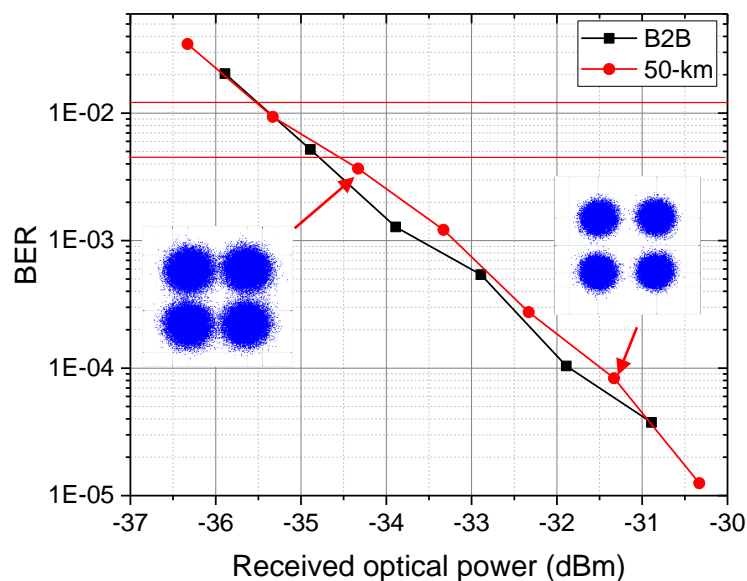 B2B
50-km
1E-02
1E-03
1E-04
1E-05
BER
-37 -36 -35 -34 -33 -32 -31 -30
Received optical power (dBm)